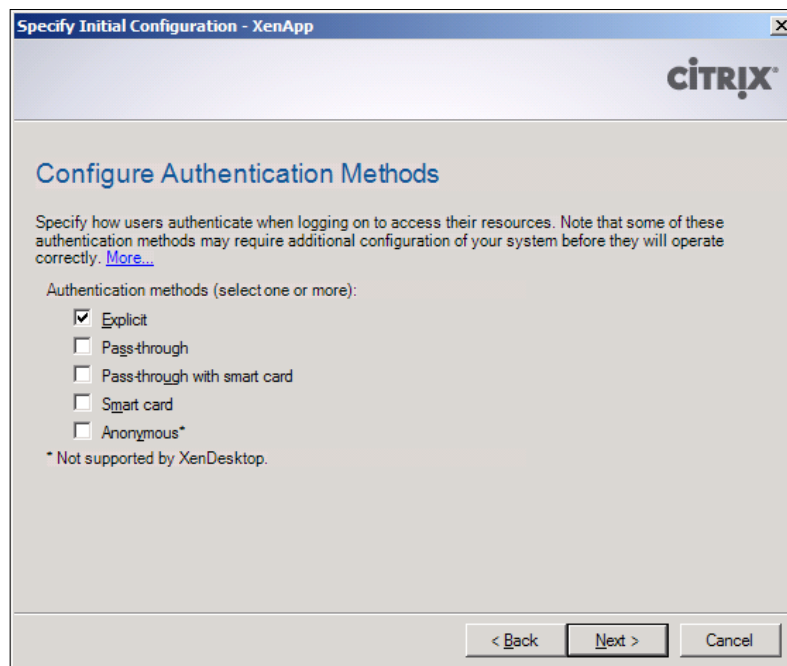 Specify Initial Configuration - XenApp
CITRIX
Configure Authentication Methods
Specify how users authenticate when logging on to access their resources. Note that some of these
authentication methods may require additional configuration of your system before they will operate
correctly. More...
Authentication methods (select one or more):
Explicit
Pass-through
Pass-through with smart card
Smart card
Anonymous*
* Not supported by XenDesktop.
< Back
Next >
Cancel